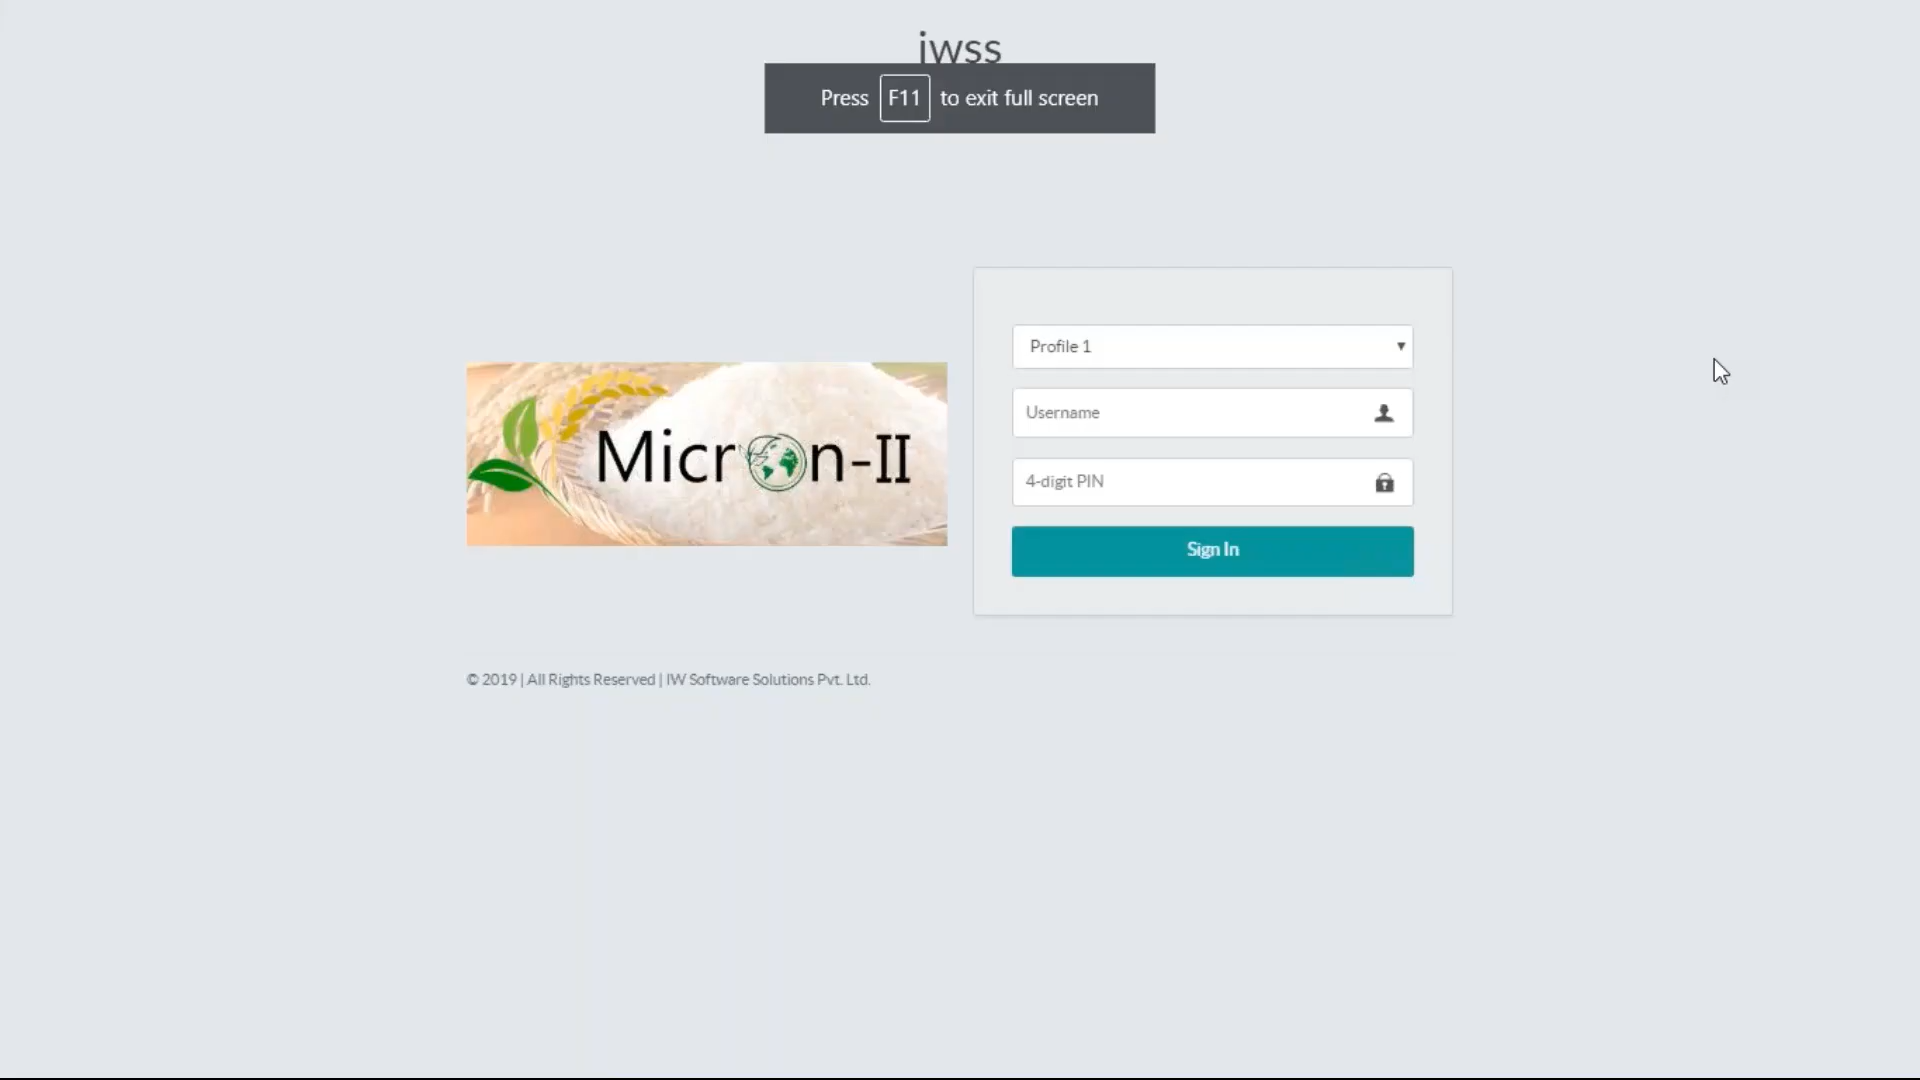 iwss
Press F11 to exit full screen
Profile 1
Username
Micron-II
4-digit PIN
Sign In
© 2019 | All Rights Reserved | IW Software Solutions Pvt. Ltd.